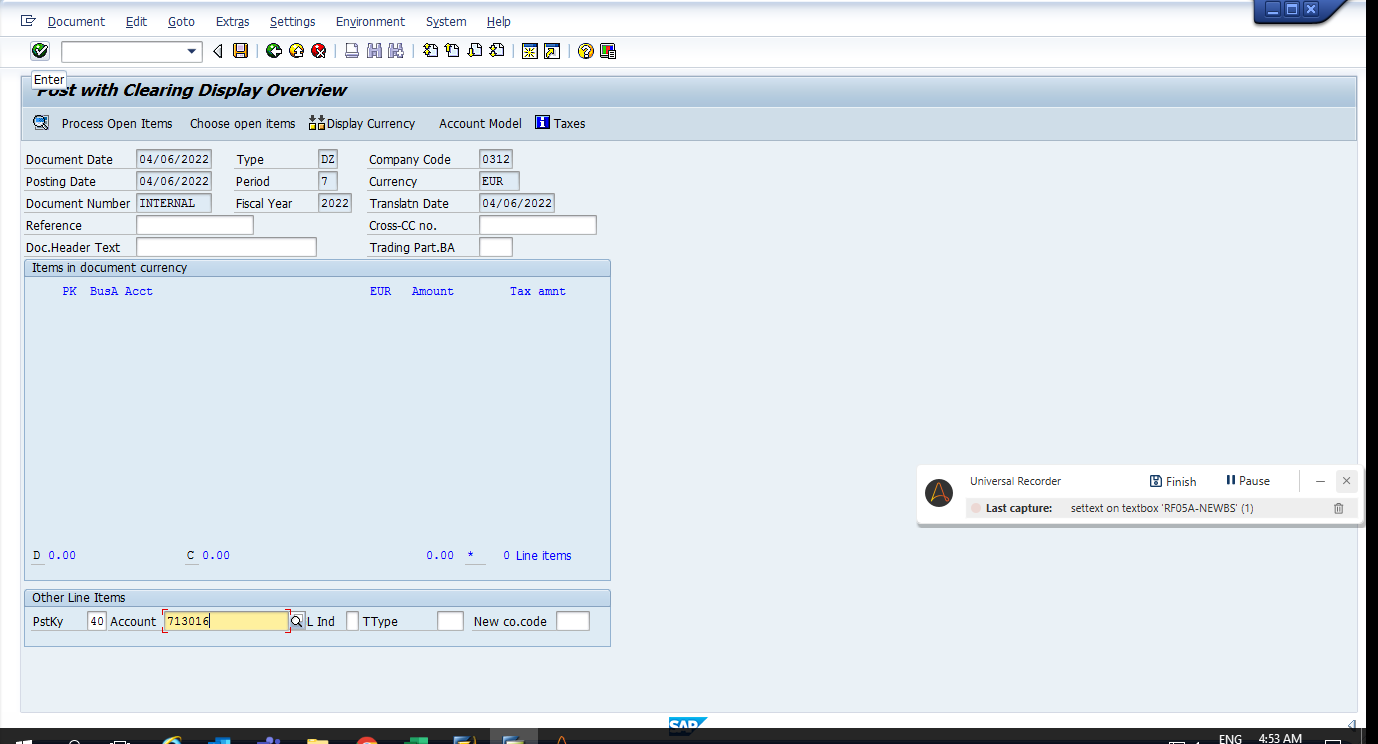 Document Edit Goto Extras Settings Environment System Help
Enter
Post with Clearing Display Overview
Process Open Items Choose open items Display Currency Account Model Taxes
Document Date 04/06/2022 Type DZ Company Code 0312
Posting Date 04/06/2022 Period 7 Currency EUR
Document Number INTERNAL Fiscal Year 2022 Translatn Date 04/06/2022
Reference Cross-CC no.
Doc.Header Text Trading Part.BA
Items in document currency
PK BusA Acct EUR Amount Tax amnt
Universal Recorder Finish Pause
Last capture: settext on textbox 'RF05A-NEWBS' (1)
D 0.00 C 0.00 0.00 * 0 Line items
Other Line Items
PstKy 40 Account 713016 L Ind TType New co.code
SAP
ENG 4:53 AM